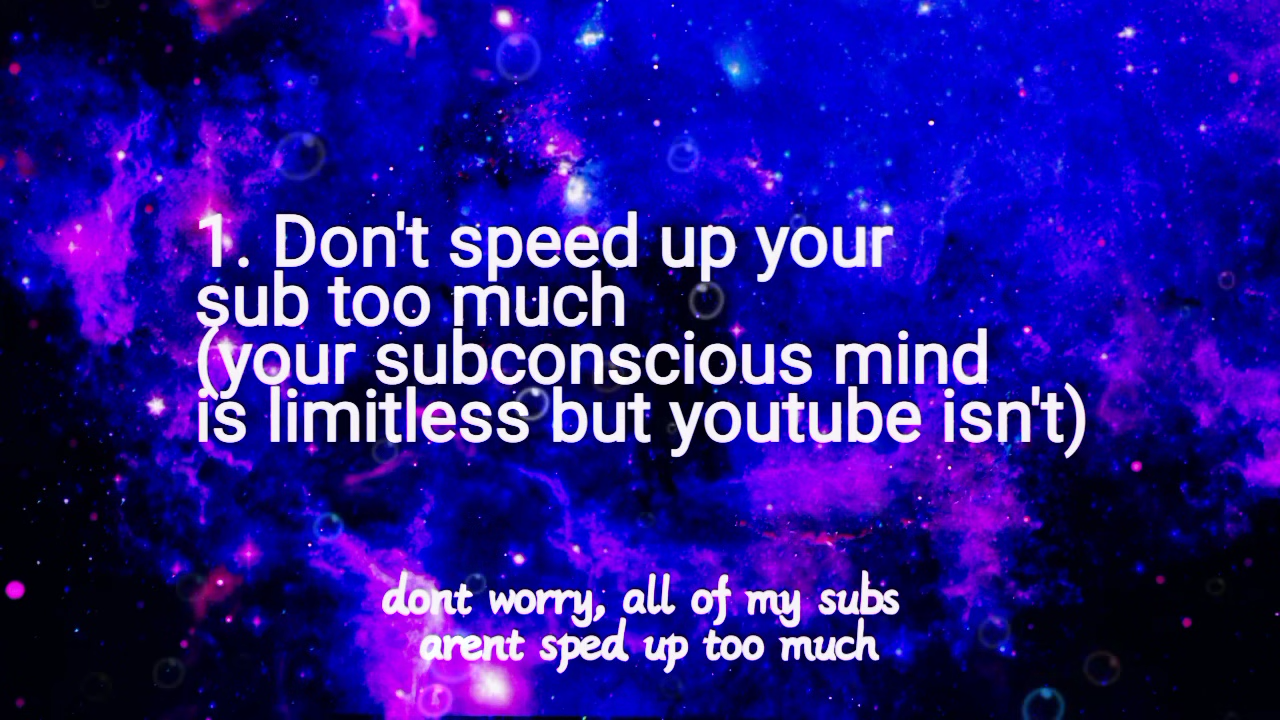 1. Don't speed up your
sub too much
(your subconscious mind
is limitless but youtube isn't)
dont worry, all of my subs
arent sped up too much